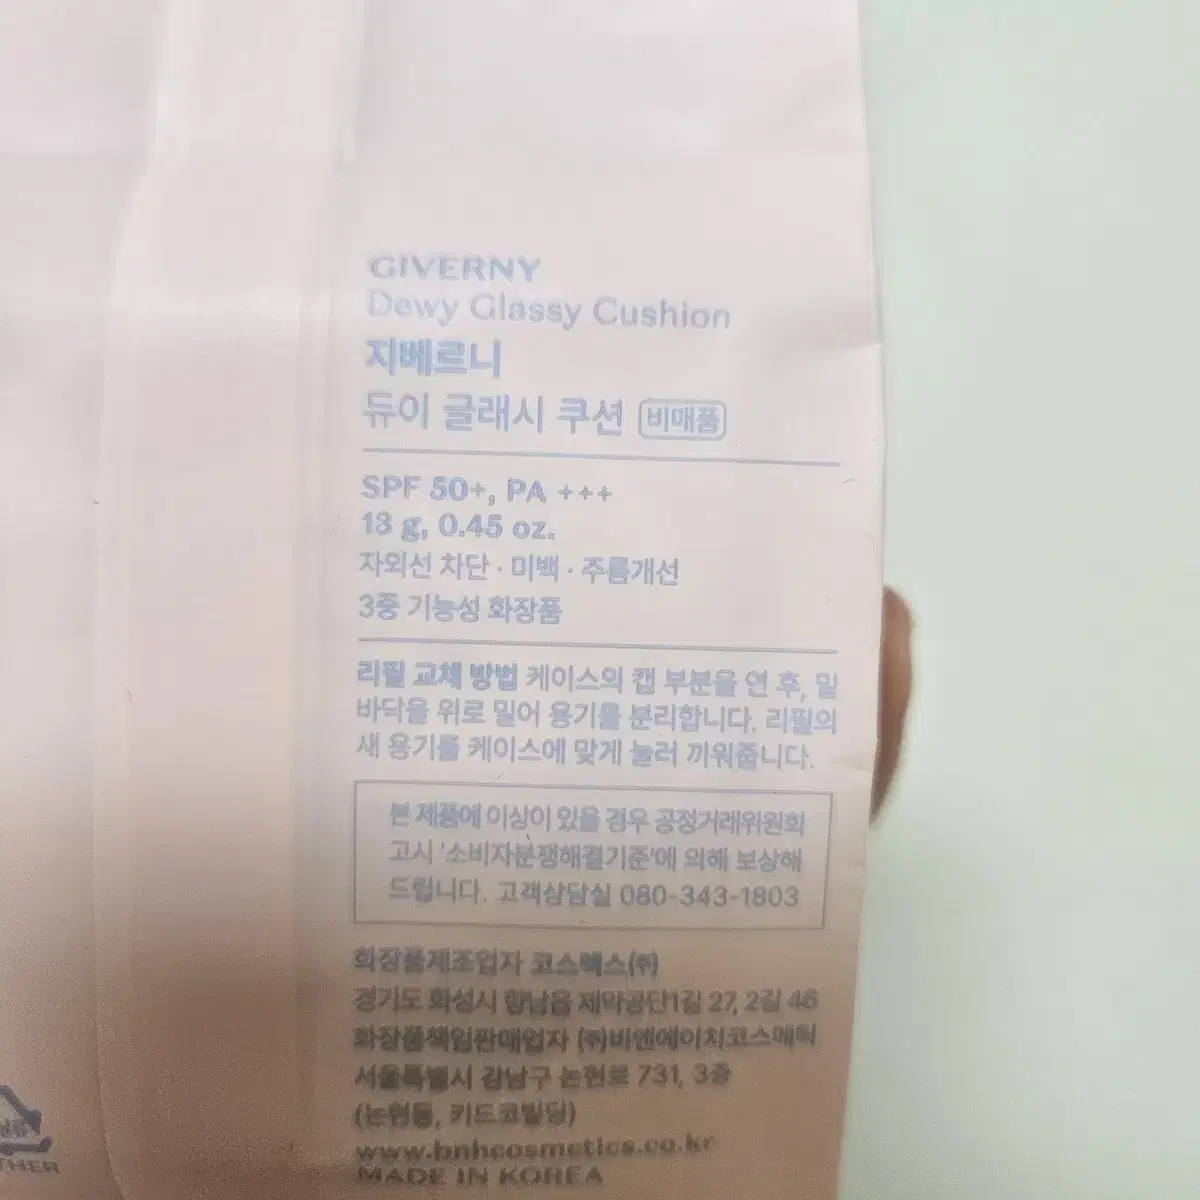 GIVERNY
Dewy Glassy Cushion
지베르니
듀이 글래시 쿠션 비매품
SPF 50+, PA +++
13 g, 0.45 oz.
자외선 차단 · 미백 · 주름개선
3중 기능성 화장품
리필 교체 방법 케이스의 캡 부분을 연 후, 밑
바닥을 위로 밀어 용기를 분리합니다. 리필의
새 용기를 케이스에 맞게 눌러 끼워줍니다.
본 제품에 이상이 있을 경우 공정거래위원회
고시 '소비자분쟁해결기준'에 의해 보상해
드립니다. 고객상담실 080-343-1803
화장품제조업자 코스맥스(주)
경기도 화성시 향남읍 제약공단1길 27, 2길 46
화장품책임판매업자 (주)비앤에이치코스메틱
서울특별시 강남구 논현로 731, 3층
(논현동, 키드코빌딩)
www.bnhcosmetics.co.kr
MADE IN KOREA
THER